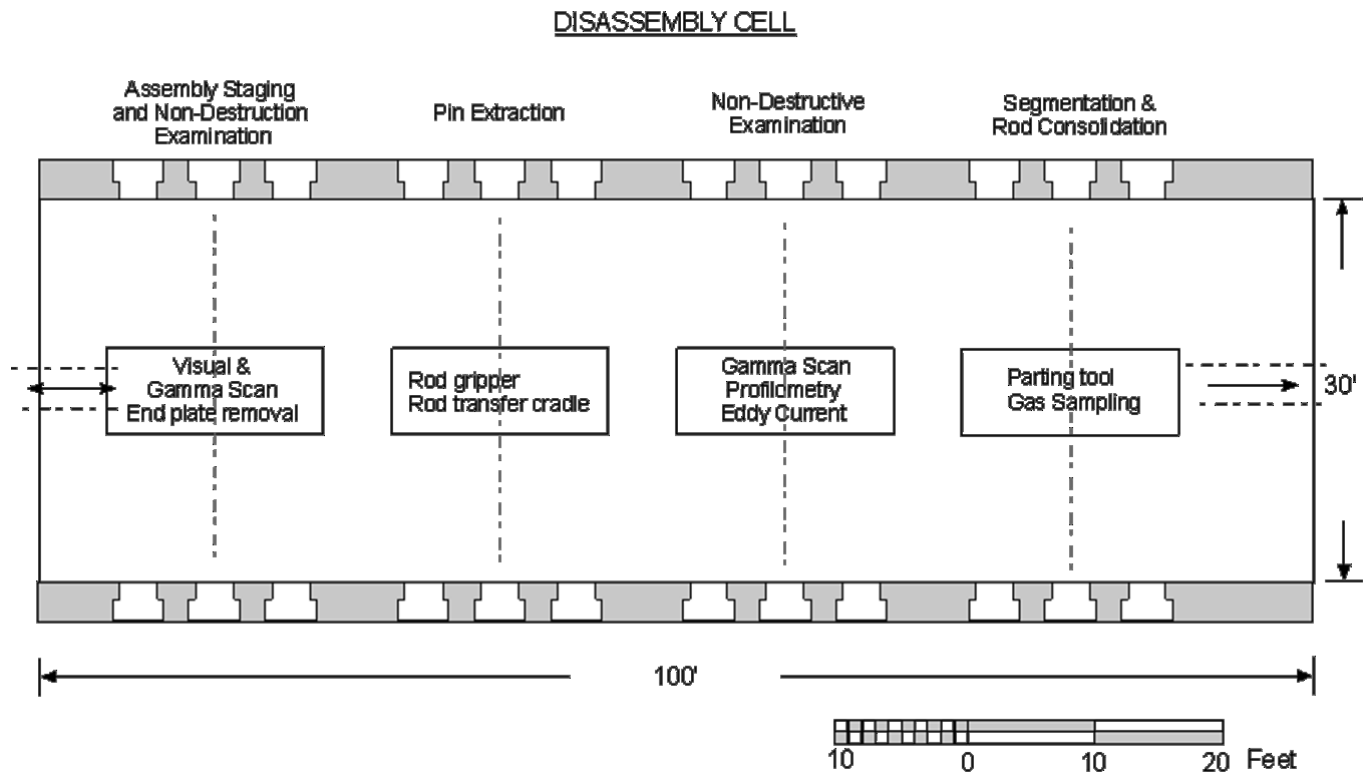 DISASSEMBLY CELL
Assembly Staging
and Non-Destruction
Examination
Pin Extraction
Non-Destructive
Examination
Segmentation &
Rod Consolidation
Visual &
Gamma Scan
End plate removal
Rod gripper
Rod transfer cradle
Gamma Scan
Profilometry
Eddy Current
Parting tool
Gas Sampling
30'
100'
10 0 10 20 Feet